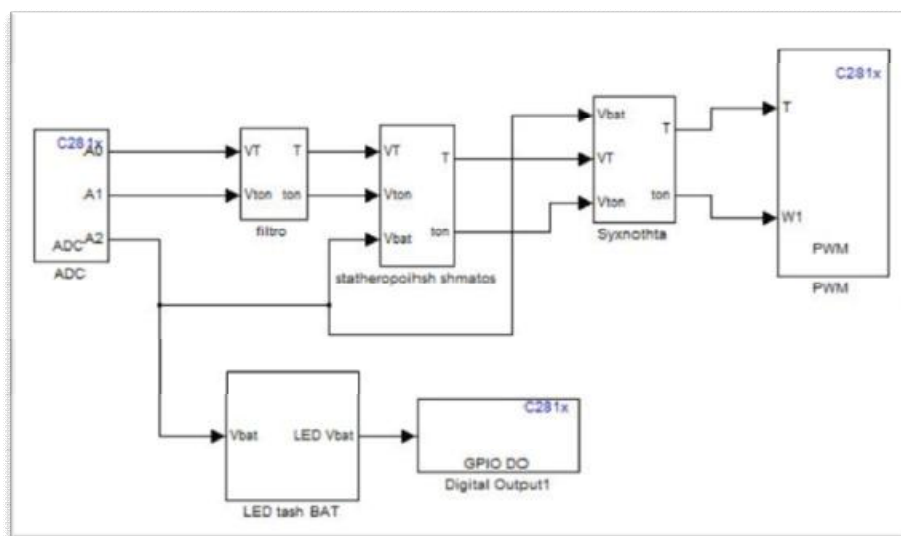 C281x
A0
A1
A2
ADC
ADC
VT
T
Vton
ton
filtro
VT
T
Vton
Vbat
ton
statheropoihsh shmatos
Vbat
T
VT
Vton
ton
Syxnothta
C281x
T
W1
PWM
PWM
Vbat
LED Vbat
LED tash BAT
C281x
GPIO DO
Digital Output1